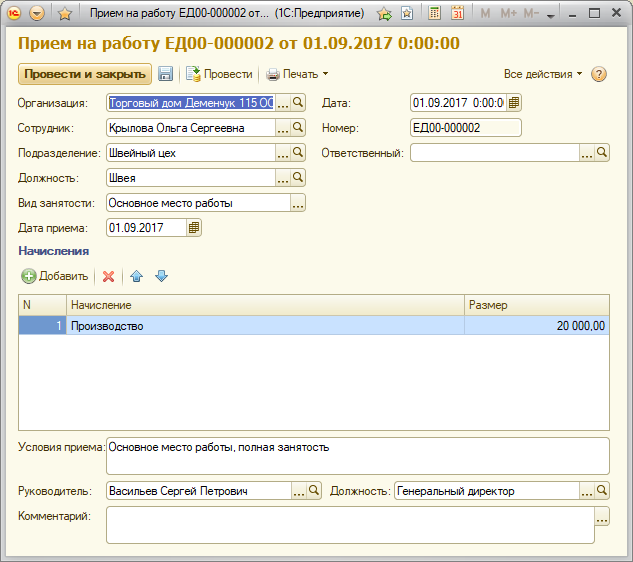 Прием на работу ЕД00-000002 от... (1С:Предприятие)
M M+ M-
31
Прием на работу ЕД00-000002 от 01.09.2017 0:00:00
Провести и закрыть Провести Печать Все действия ?
Организация: Торговый дом Деменчук 115 ОО ... Дата: 01.09.2017 0:00:0
Сотрудник: Крылова Ольга Сергеевна ... Номер: ЕД00-000002
Подразделение: Швейный цех ... Ответственный: ...
Должность: Швея ...
Вид занятости: Основное место работы ...
Дата приема: 01.09.2017
Начисления
Добавить
N Начисление Размер
1 Производство 20 000,00
Условия приема: Основное место работы, полная занятость
Руководитель: Васильев Сергей Петрович ... Должность: Генеральный директор ...
Комментарий: ...